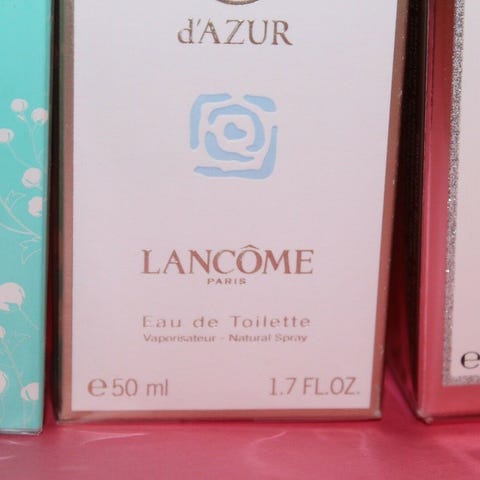 d'AZUR
LANCÔME
PARIS
Eau de Toilette
Vaporisateur - Natural Spray
℮50 ml 1.7 FL.OZ.
℮